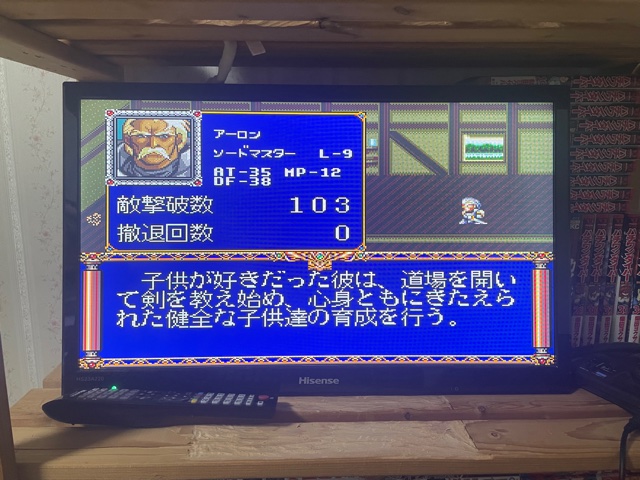 アーロン
ソードマスター L-9
AT-35 MP-12
DF-38
敵撃破数 103
撤退回数 0
子供が好きだった彼は、道場を開い
て剣を教え始め、心身ともにきたえら
れた健全な子供達の育成を行う。
Hisense